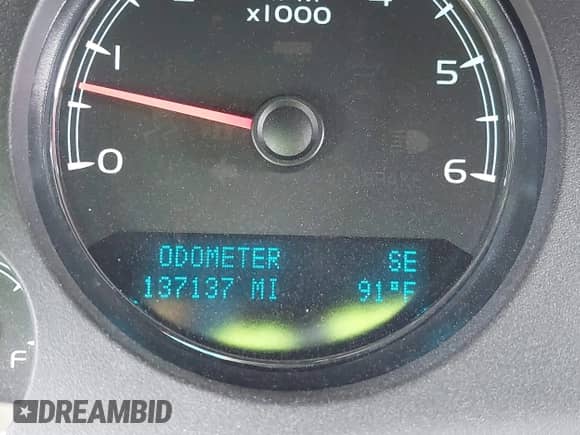 x1000
1
5
0
6
ODOMETER SE
137137 MI 91°F
F
DREAMBID